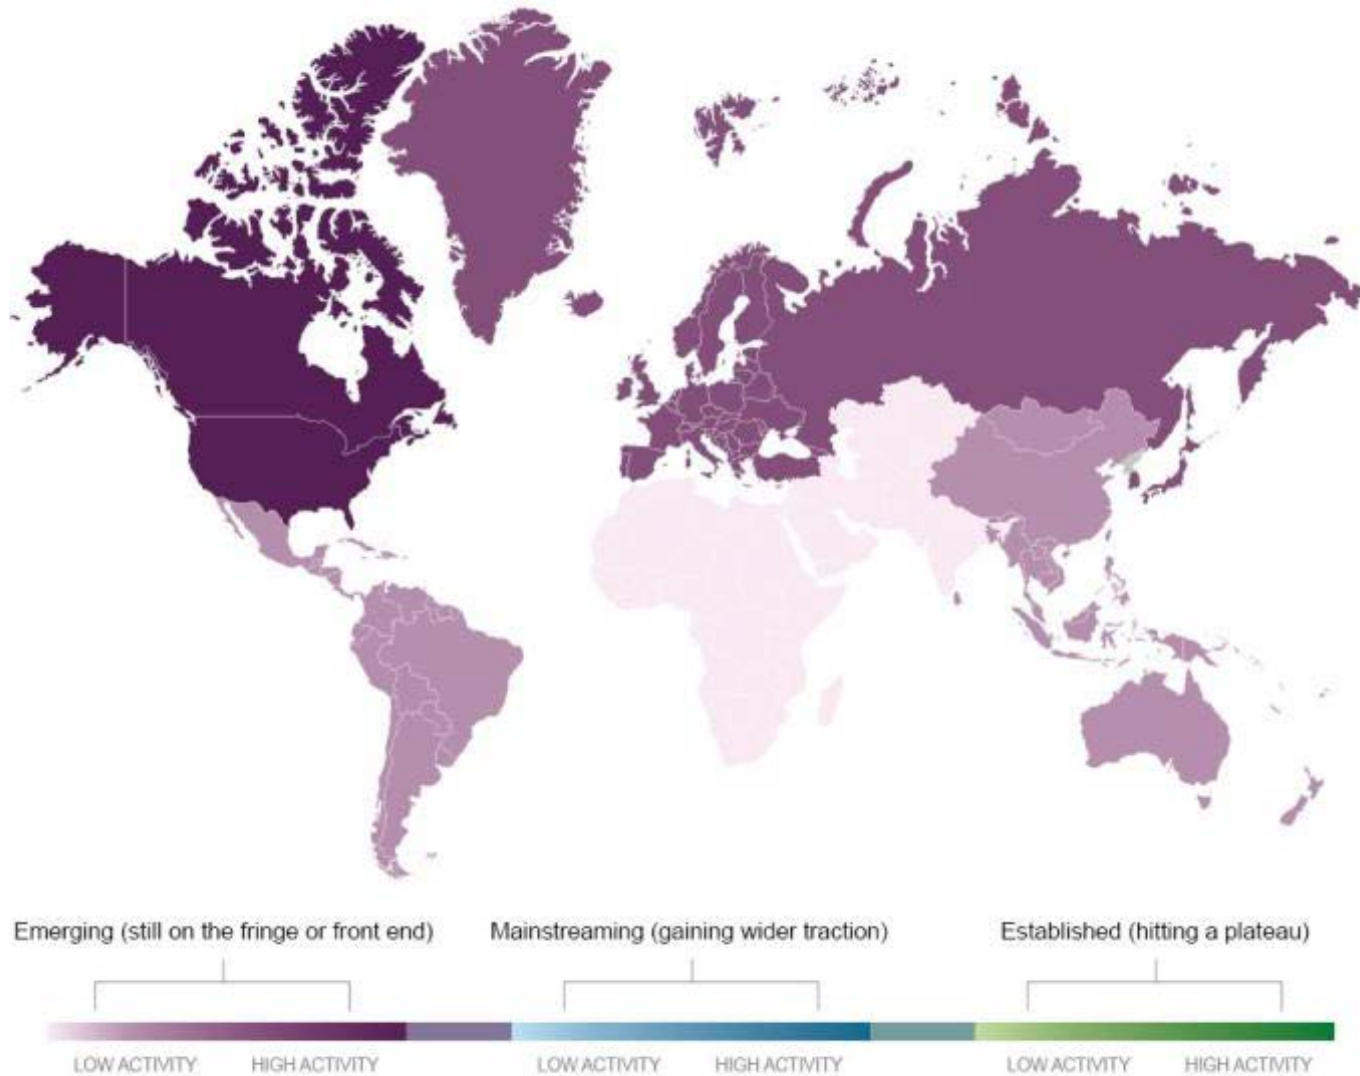 Emerging (still on the fringe or front end) Mainstreaming (gaining wider traction) Established (hitting a plateau)
LOW ACTIVITY HIGH ACTIVITY LOW ACTIVITY HIGH ACTIVITY LOW ACTIVITY HIGH ACTIVITY